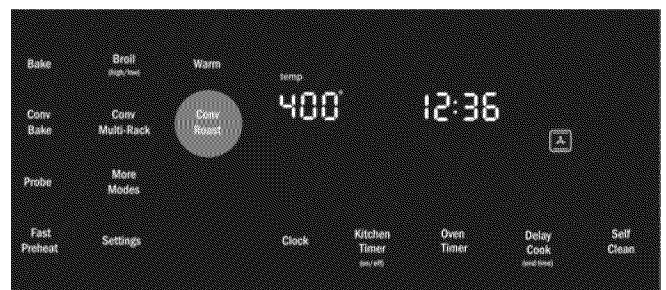 Bake
Broil
(high/low)
Warm
temp
400°
12:36
Conv
Bake
Conv
Multi-Rack
Conv
Roast
Probe
More
Modes
Fast
Preheat
Settings
Clock
Kitchen
Timer
(on/off)
Oven
Timer
Delay
Cook
(end time)
Self
Clean